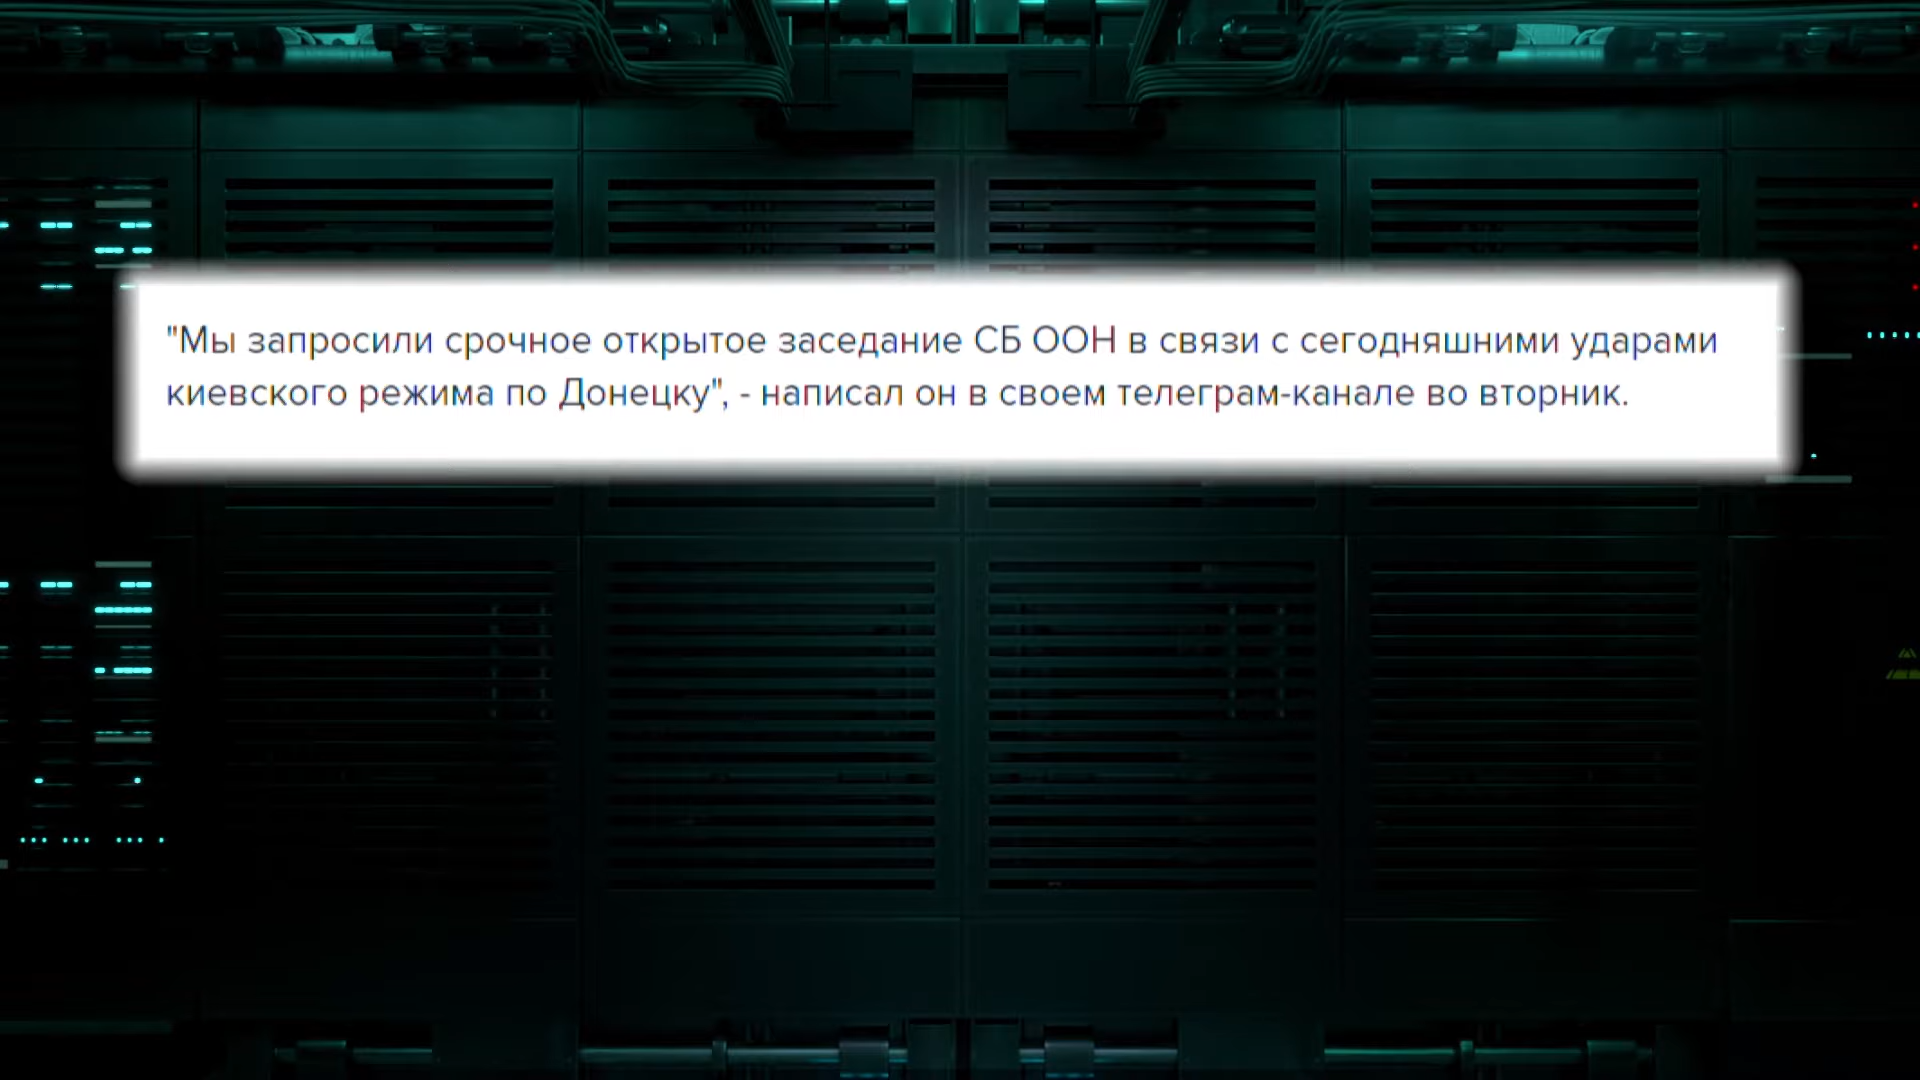 "Мы запросили срочное открытое заседание СБ ООН в связи с сегодняшними ударами
киевского режима по Донецку", - написал он в своем телеграм-канале во вторник.